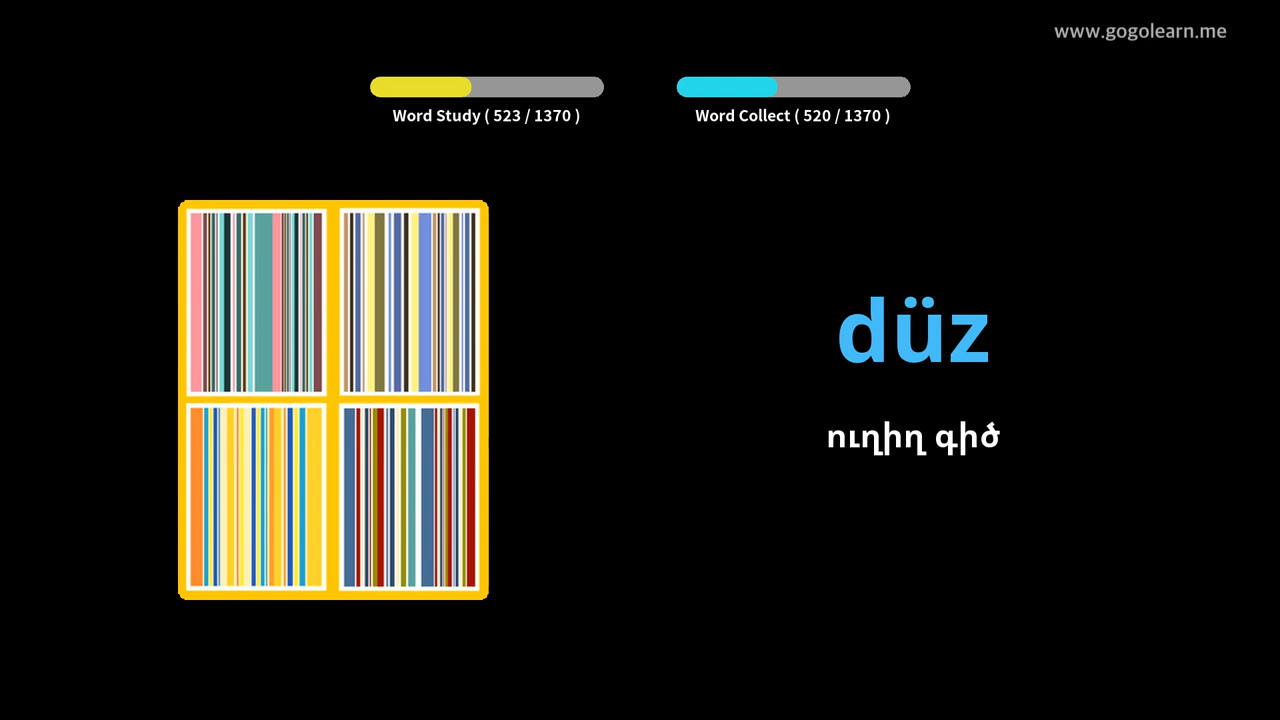 www.gogolearn.me
Word Study ( 523 / 1370 )
Word Collect ( 520 / 1370 )
düz
ուղիղ գիծ